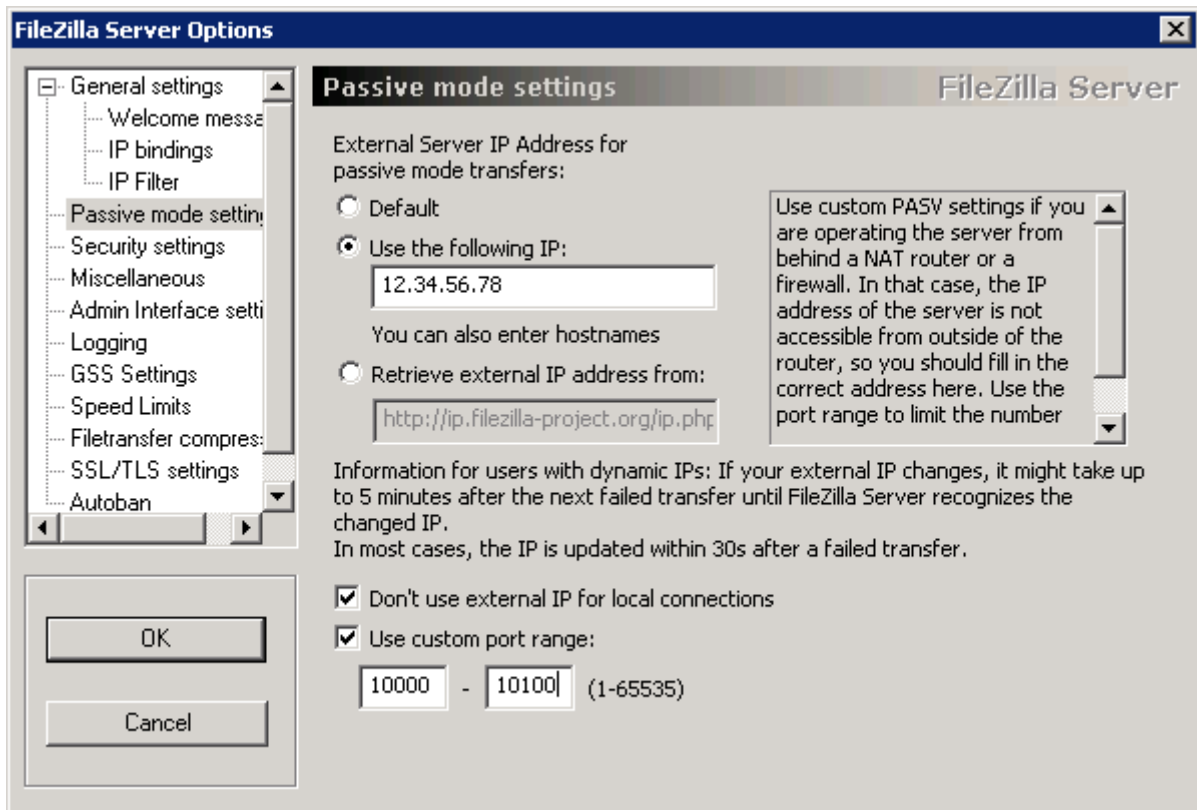 FileZilla Server Options
General settings
Welcome messa
IP bindings
IP Filter
Passive mode settin
Security settings
Miscellaneous
Admin Interface setti
Logging
GSS Settings
Speed Limits
Filetransfer compres:
SSL/TLS settings
Autoban
OK
Cancel
Passive mode settings
FileZilla Server
External Server IP Address for
passive mode transfers:
Default
Use the following IP:
12.34.56.78
You can also enter hostnames
Retrieve external IP address from:
http://ip.filezilla-project.org/ip.php
Use custom PASV settings if you
are operating the server from
behind a NAT router or a
firewall. In that case, the IP
address of the server is not
accessible from outside of the
router, so you should fill in the
correct address here. Use the
port range to limit the number
Information for users with dynamic IPs: If your external IP changes, it might take up
to 5 minutes after the next failed transfer until FileZilla Server recognizes the
changed IP.
In most cases, the IP is updated within 30s after a failed transfer.
Don't use external IP for local connections
Use custom port range:
10000 - 10100 (1-65535)